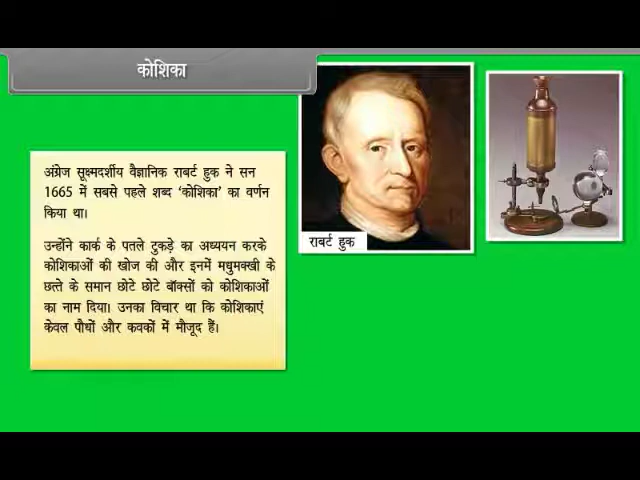 कोशिका
अंग्रेज सूक्ष्मदर्शीय वैज्ञानिक राबर्ट हुक ने सन
1665 में सबसे पहले शब्द 'कोशिका' का वर्णन
किया था।
उन्होंने कार्क के पतले टुकड़े का अध्ययन करके
कोशिकाओं की खोज की और इनमें मधुमक्खी के
छत्ते के समान छोटे छोटे बॉक्सों को कोशिकाओं
का नाम दिया। उनका विचार था कि कोशिकाएं
केवल पौधों और कवकों में मौजूद हैं।
राबर्ट हुक